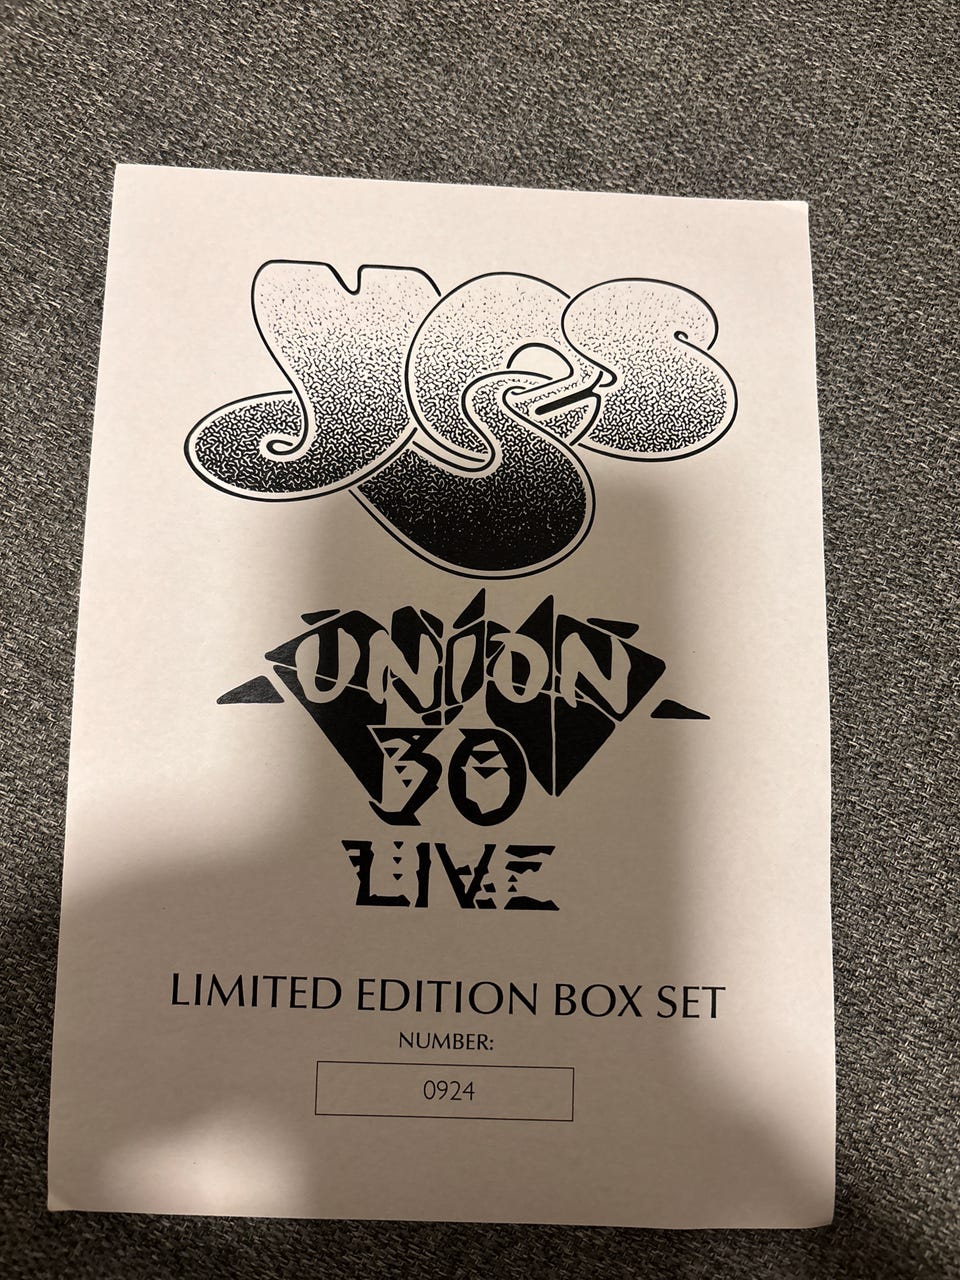 YES
UNION
30
LIVE
LIMITED EDITION BOX SET
NUMBER:
0924